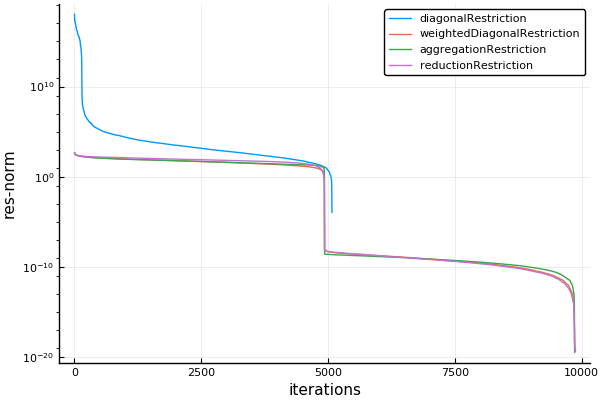 diagonalRestriction
weightedDiagonalRestriction
aggregationRestriction
reductionRestriction
10^10
10^0
10^-10
10^-20
res-norm
0 2500 5000 7500 10000
iterations